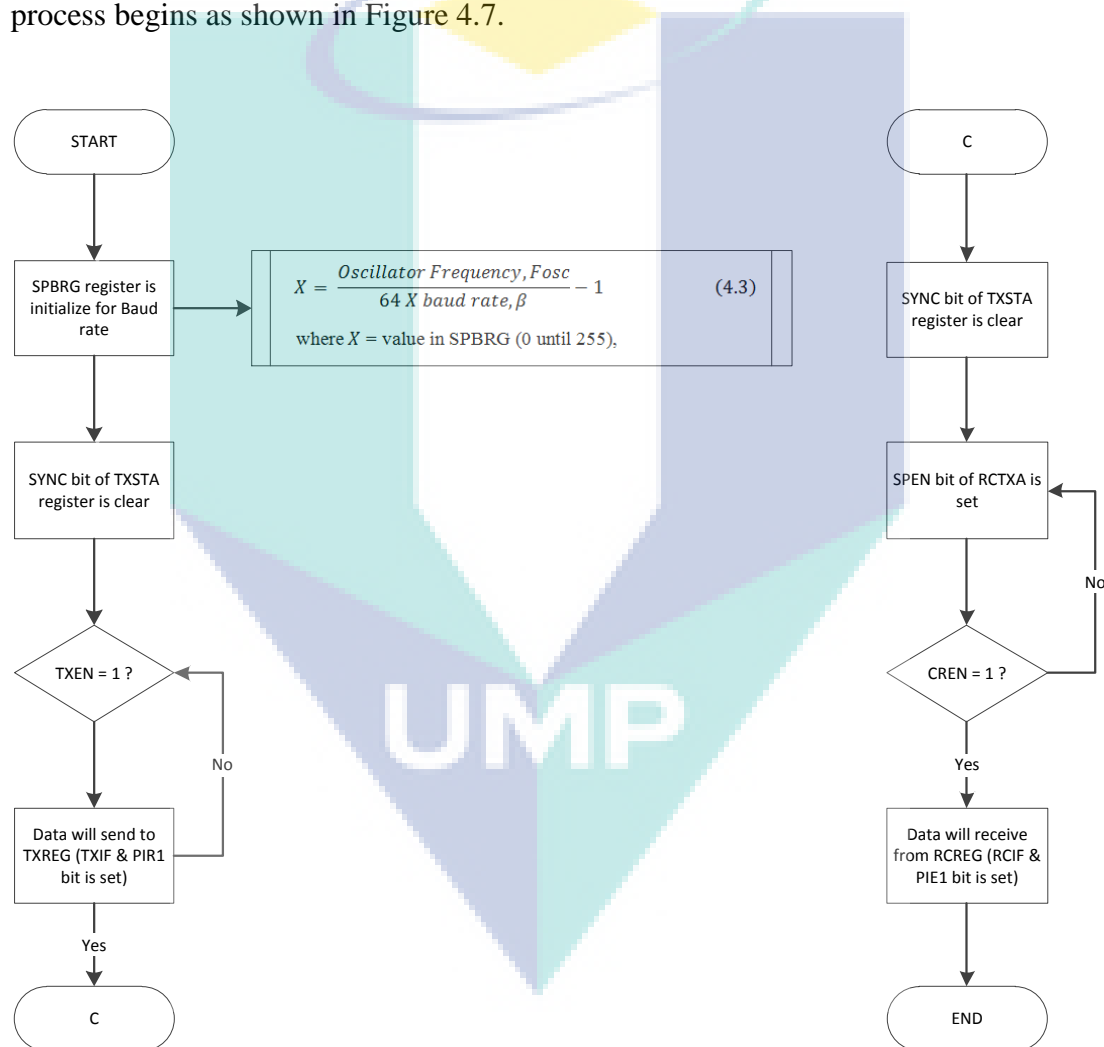 process begins as shown in Figure 4.7.
START
SPBRG register is
initialize for Baud
rate
X = Oscillator Frequency, Fosc / 64 X baud rate, β − 1 (4.3)
where X = value in SPBRG (0 until 255),
SYNC bit of TXSTA
register is clear
TXEN = 1 ?
No
Data will send to
TXREG (TXIF & PIR1
bit is set)
Yes
C
C
SYNC bit of TXSTA
register is clear
SPEN bit of RCTXA is
set
No
CREN = 1 ?
Yes
Data will receive
from RCREG (RCIF &
PIE1 bit is set)
END
UMP